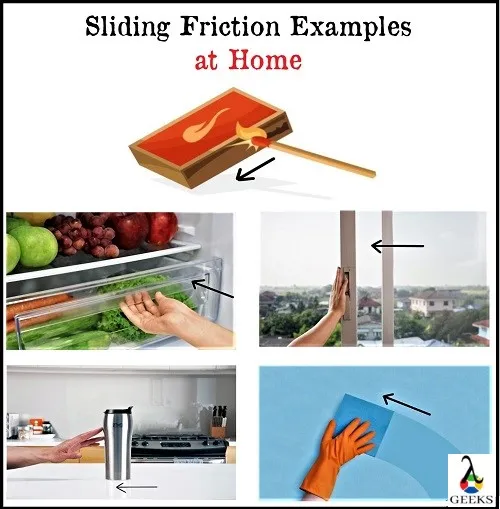 Sliding Friction Examples
at Home
λ
GEEKS